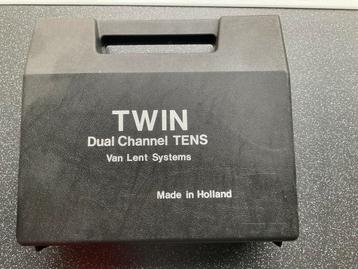 TWIN
Dual Channel TENS
Van Lent Systems
Made in Holland